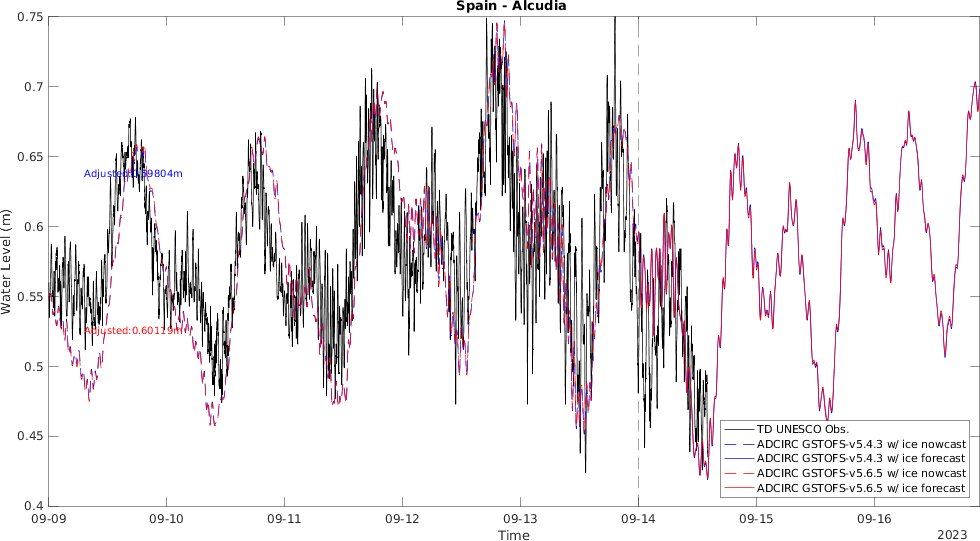 Spain - Alcudia
0.75
0.7
0.65
0.6
0.55
0.5
0.45
0.4
Water Level (m)
Adjusted:0.59804m
Adjusted:0.60119m
TD UNESCO Obs.
ADCIRC GSTOFS-v5.4.3 w/ ice nowcast
ADCIRC GSTOFS-v5.4.3 w/ ice forecast
ADCIRC GSTOFS-v5.6.5 w/ ice nowcast
ADCIRC GSTOFS-v5.6.5 w/ ice forecast
09-09 09-10 09-11 09-12 09-13 09-14 09-15 09-16
Time
2023